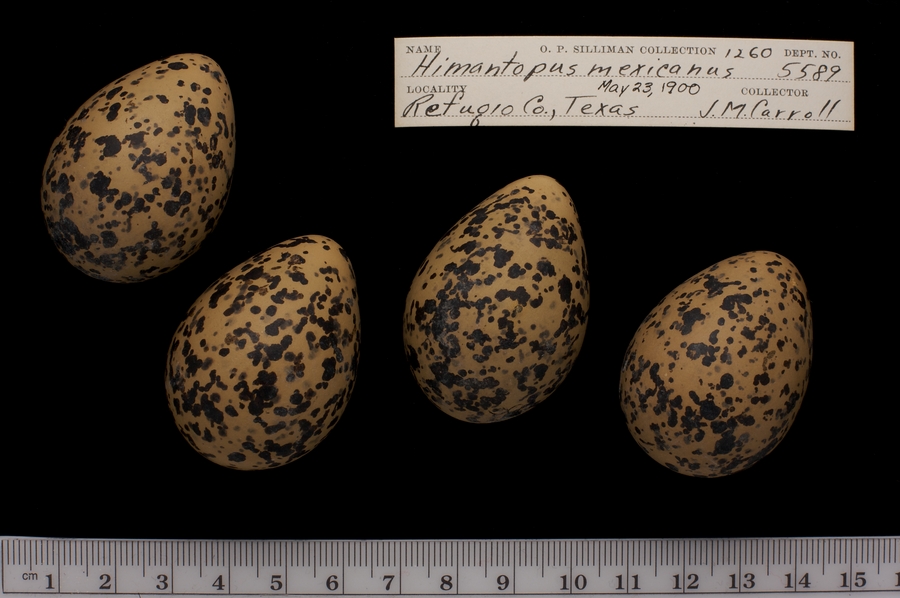 NAME O. P. SILLIMAN COLLECTION 1260 DEPT. NO.
Himantopus mexicanus 5589
LOCALITY May 23, 1900 COLLECTOR
Refugio Co., Texas J. M. Carroll
cm 1 2 3 4 5 6 7 8 9 10 11 12 13 14 15